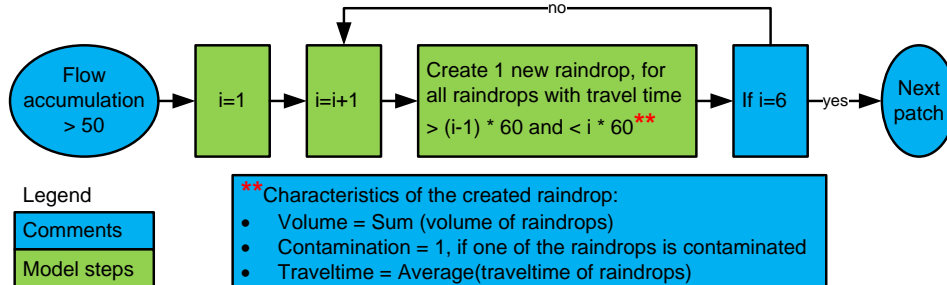 no
Flow
accumulation
> 50
i=1
i=i+1
Create 1 new raindrop, for
all raindrops with travel time
> (i-1) * 60 and < i * 60**
If i=6
yes
Next
patch
Legend
Comments
Model steps
**Characteristics of the created raindrop:
• Volume = Sum (volume of raindrops)
• Contamination = 1, if one of the raindrops is contaminated
• Traveltime = Average(traveltime of raindrops)